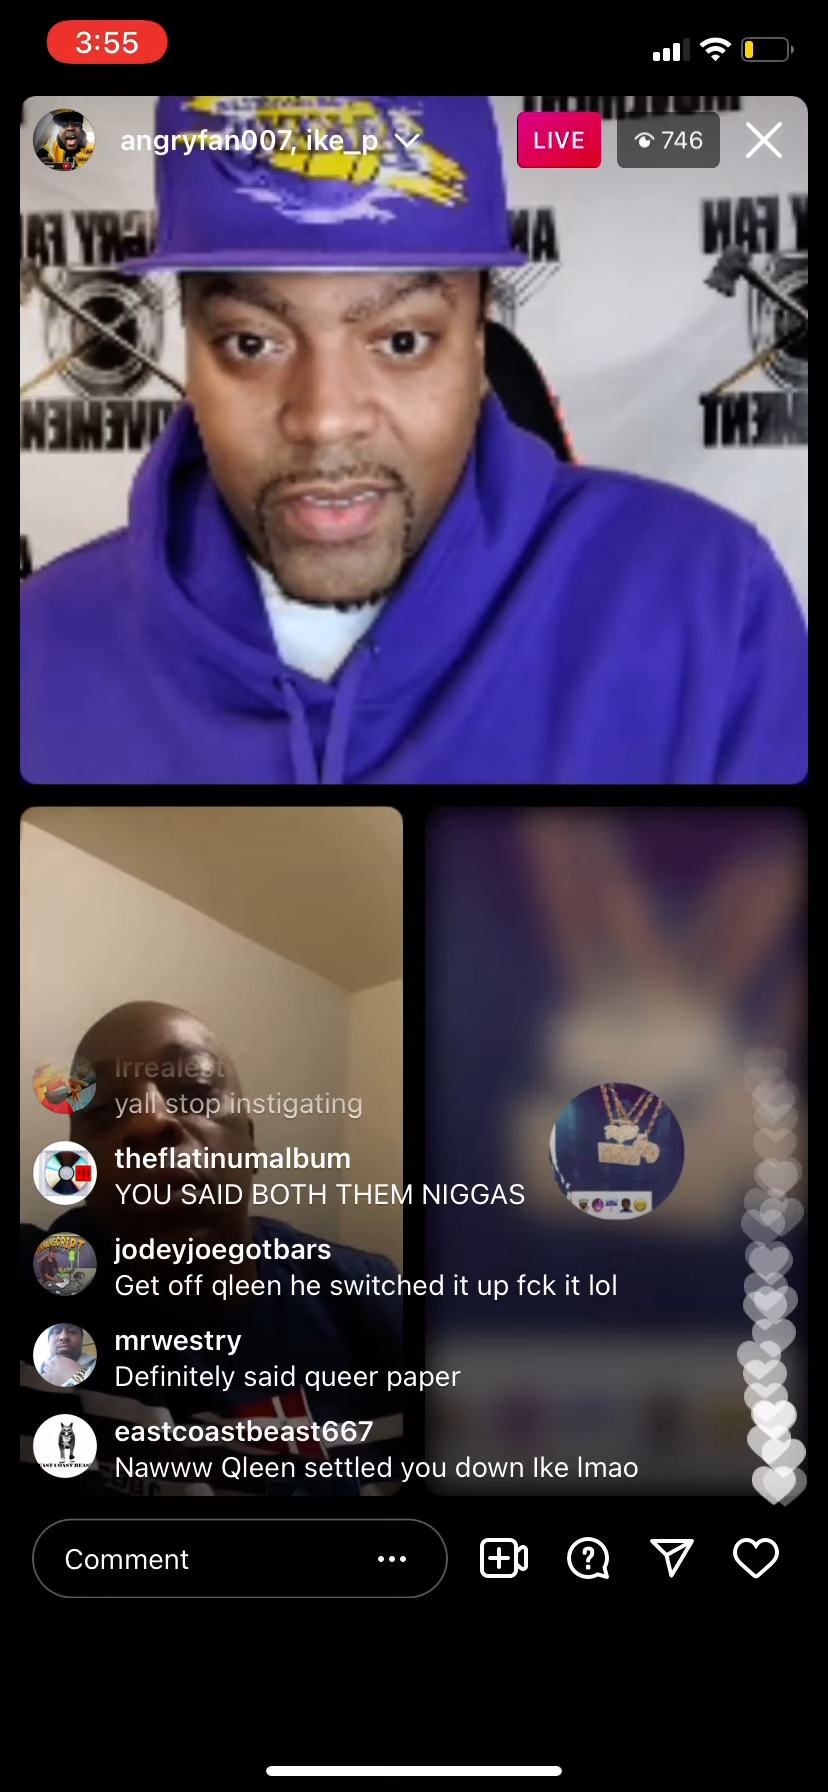 3:55
angryfan007, ike_p
LIVE
746
lrrealest
yall stop instigating
theflatinumalbum
YOU SAID BOTH THEM NIGGAS
jodeyjoegotbars
Get off qleen he switched it up fck it lol
mrwestry
Definitely said queer paper
eastcoastbeast667
Nawww Qleen settled you down Ike lmao
Comment